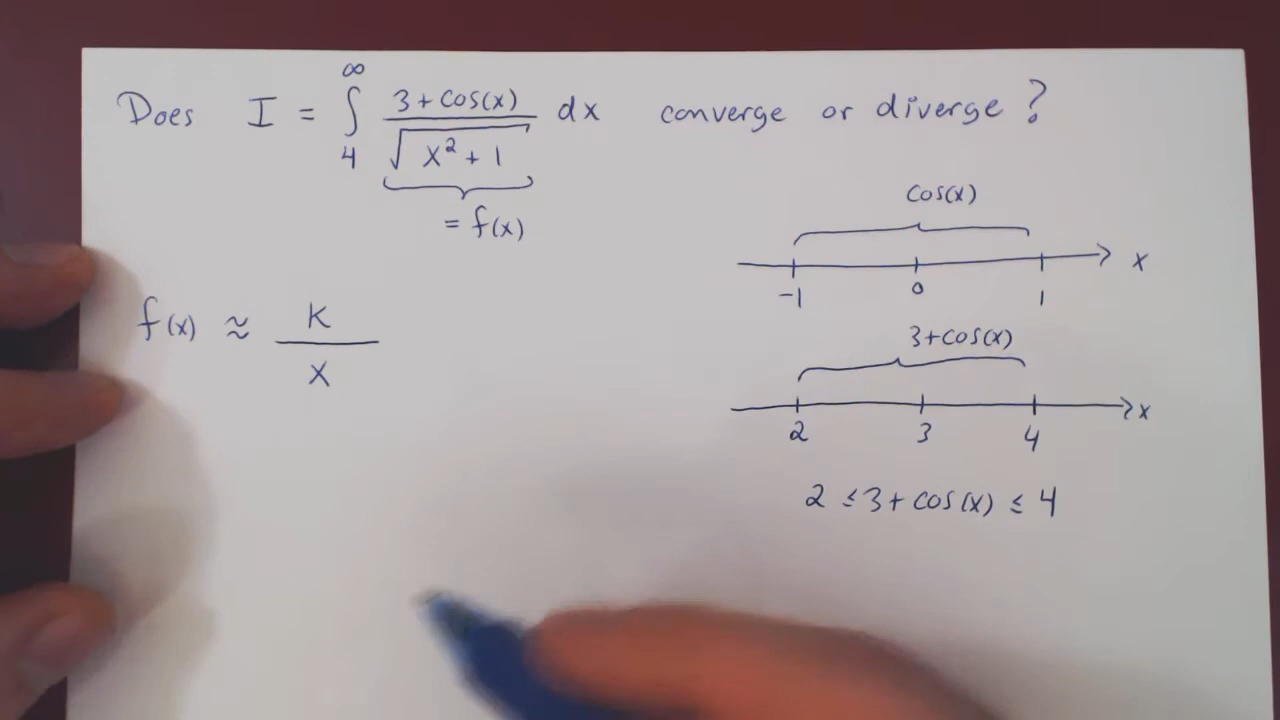 Does I = ∫₄^∞ (3 + cos(x)) / √(x² + 1) dx converge or diverge?
= f(x)
f(x) ≈ K / x
cos(x)
-1 0 1 x
3+cos(x)
2 3 4 x
2 ≤ 3 + cos(x) ≤ 4